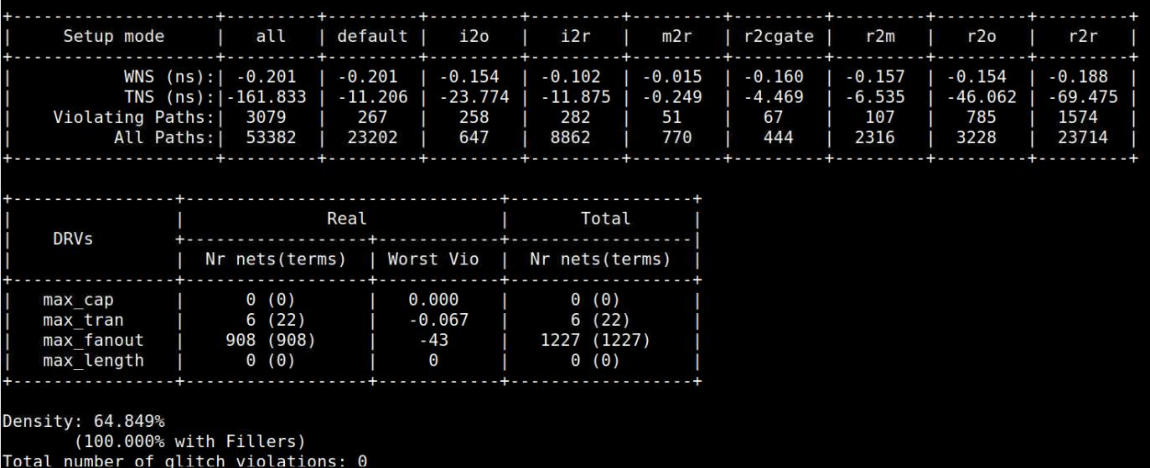 +--------------------+---------+---------+---------+---------+---------+---------+---------+---------+---------+
| Setup mode | all | default | i2o | i2r | m2r | r2cgate | r2m | r2o | r2r |
+--------------------+---------+---------+---------+---------+---------+---------+---------+---------+---------+
| WNS (ns):| -0.201 | -0.201 | -0.154 | -0.102 | -0.015 | -0.160 | -0.157 | -0.154 | -0.188 |
| TNS (ns):|-161.833 | -11.206 | -23.774 | -11.875 | -0.249 | -4.469 | -6.535 | -46.062 | -69.475 |
| Violating Paths:| 3079 | 267 | 258 | 282 | 51 | 67 | 107 | 785 | 1574 |
| All Paths:| 53382 | 23202 | 647 | 8862 | 770 | 444 | 2316 | 3228 | 23714 |
+--------------------+---------+---------+---------+---------+---------+---------+---------+---------+---------+
+----------------+-------------------------------+------------------+
| | Real | Total |
| DRVs +------------------+------------+------------------|
| | Nr nets(terms) | Worst Vio | Nr nets(terms) |
+----------------+------------------+------------+------------------+
| max_cap | 0 (0) | 0.000 | 0 (0) |
| max_tran | 6 (22) | -0.067 | 6 (22) |
| max_fanout | 908 (908) | -43 | 1227 (1227) |
| max_length | 0 (0) | 0 | 0 (0) |
+----------------+------------------+------------+------------------+
Density: 64.849%
(100.000% with Fillers)
Total number of glitch violations: 0